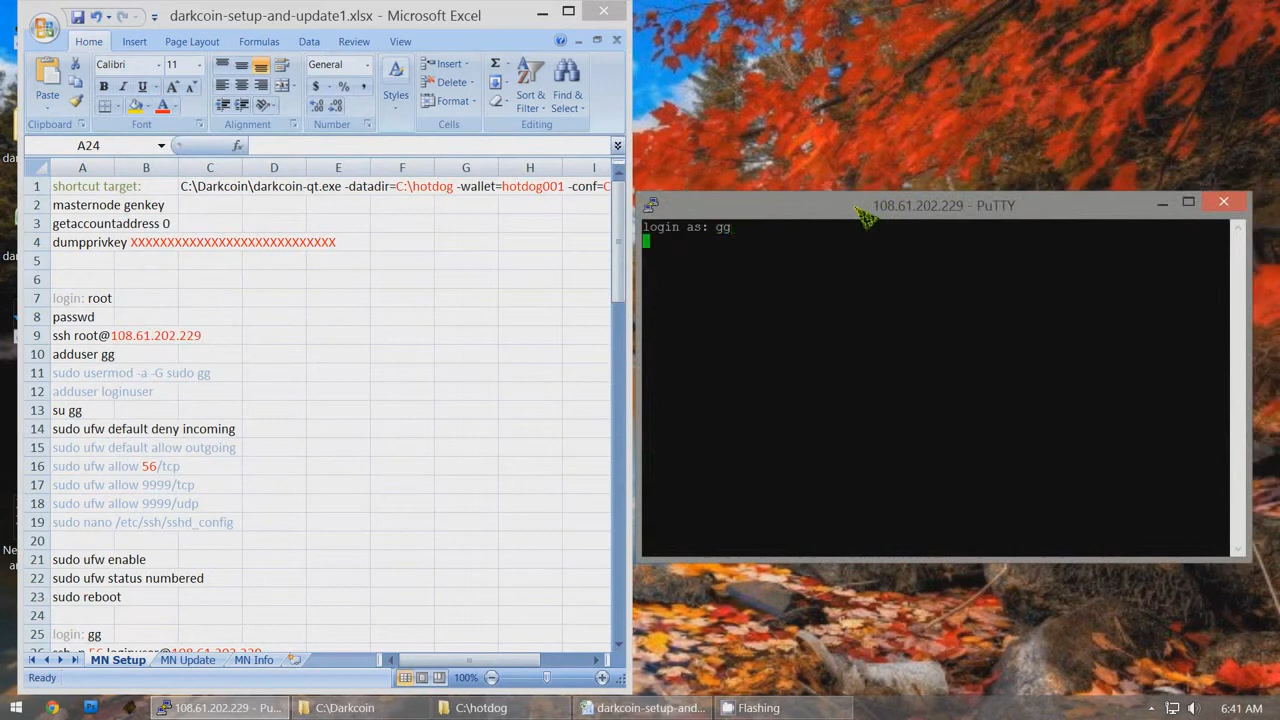 darkcoin-setup-and-update1.xlsx - Microsoft Excel
Home Insert Page Layout Formulas Data Review View
Paste
Clipboard
Calibri 11
B I U
Font
Alignment
General
$ % ,
Number
Styles
Insert
Delete
Format
Cells
Σ
Sort & Filter
Find & Select
Editing
A24 fx
A B C D E F G H I
1 shortcut target: C:\Darkcoin\darkcoin-qt.exe -datadir=C:\hotdog -wallet=hotdog001 -conf=C
2 masternode genkey
3 getaccountaddress 0
4 dumpprivkey XXXXXXXXXXXXXXXXXXXXXXXXXXXX
5
6
7 login: root
8 passwd
9 ssh root@108.61.202.229
10 adduser gg
11 sudo usermod -a -G sudo gg
12 adduser loginuser
13 su gg
14 sudo ufw default deny incoming
15 sudo ufw default allow outgoing
16 sudo ufw allow 56/tcp
17 sudo ufw allow 9999/tcp
18 sudo ufw allow 9999/udp
19 sudo nano /etc/ssh/sshd_config
20
21 sudo ufw enable
22 sudo ufw status numbered
23 sudo reboot
24
25 login: gg
MN Setup MN Update MN Info
Ready 100%
108.61.202.229 - PuTTY
login as: gg
108.61.202.229 - Pu... C:\Darkcoin C:\hotdog darkcoin-setup-and-... Flashing 6:41 AM